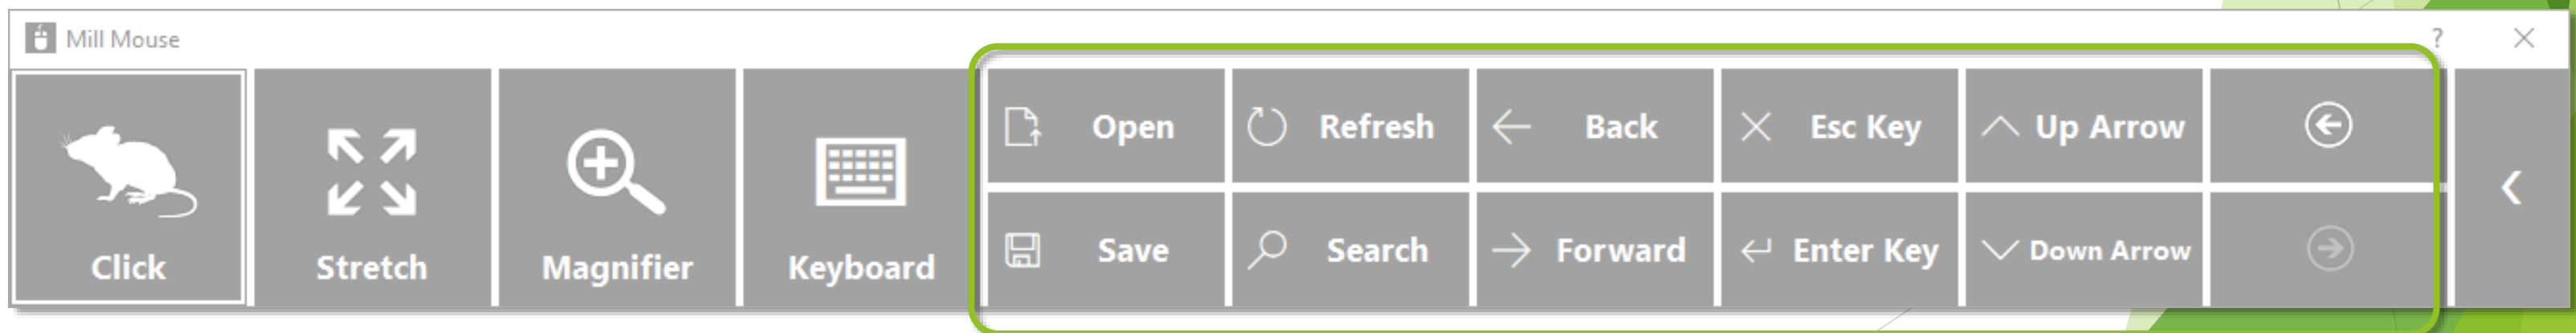 Mill Mouse ?
Open Refresh Back Esc Key Up Arrow
Save Search Forward Enter Key Down Arrow
Click Stretch Magnifier Keyboard